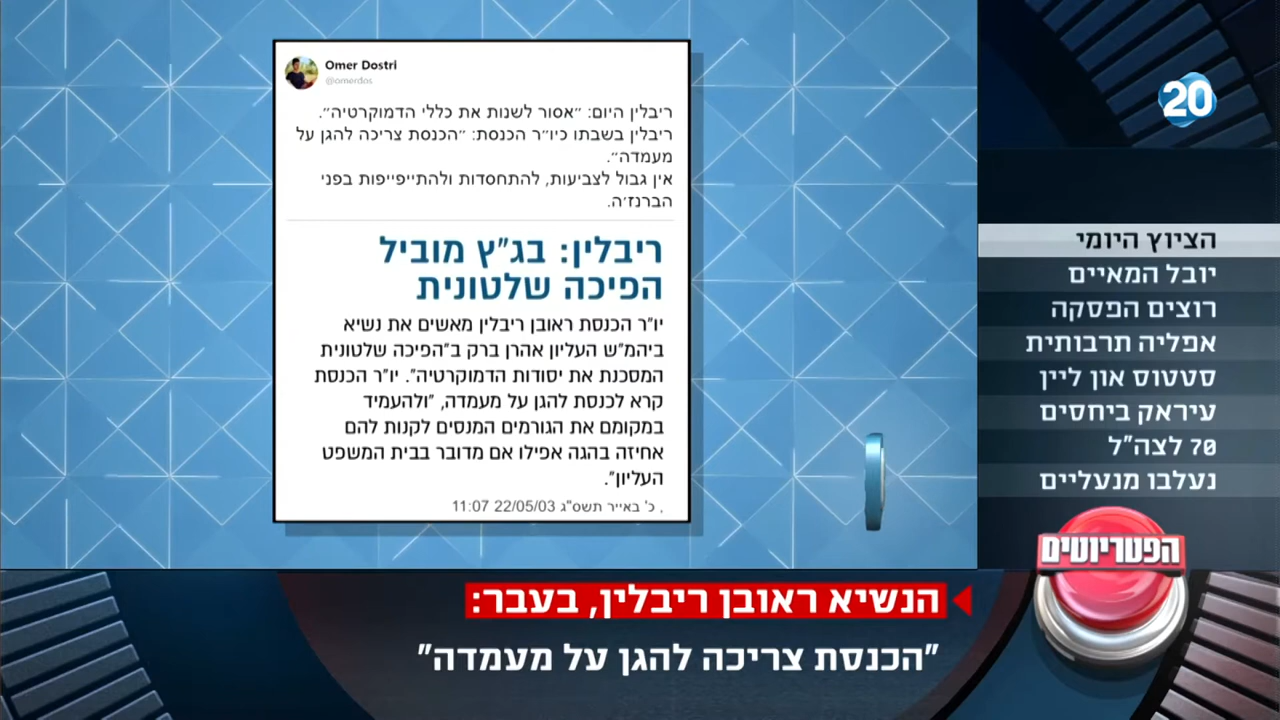 Omer Dostri
@omerdos
ריבלין היום: ״אסור לשנות את כללי הדמוקרטיה״.
ריבלין בשבתו כיו״ר הכנסת: ״הכנסת צריכה להגן על
מעמדה״.
אין גבול לצביעות, להתחסדות ולהתייפייפות בפני
הברנז׳ה.
ריבלין: בג"ץ מוביל
הפיכה שלטונית
יו"ר הכנסת ראובן ריבלין מאשים את נשיא
ביהמ"ש העליון אהרן ברק ב"הפיכה שלטונית
המסכנת את יסודות הדמוקרטיה". יו"ר הכנסת
קרא לכנסת להגן על מעמדה, "ולהעמיד
במקומם את הגורמים המנסים לקנות להם
אחיזה בהגה אפילו אם מדובר בבית המשפט
העליון".
, כ' באייר תשס"ג 22/05/03 11:07
20
הציוץ היומי
יובל המאיים
רוצים הפסקה
אפליה תרבותית
סטטוס און ליין
עיראק ביחסים
70 לצה"ל
נעלבו מנעליים
הפטריוטים
הנשיא ראובן ריבלין, בעבר:
"הכנסת צריכה להגן על מעמדה"